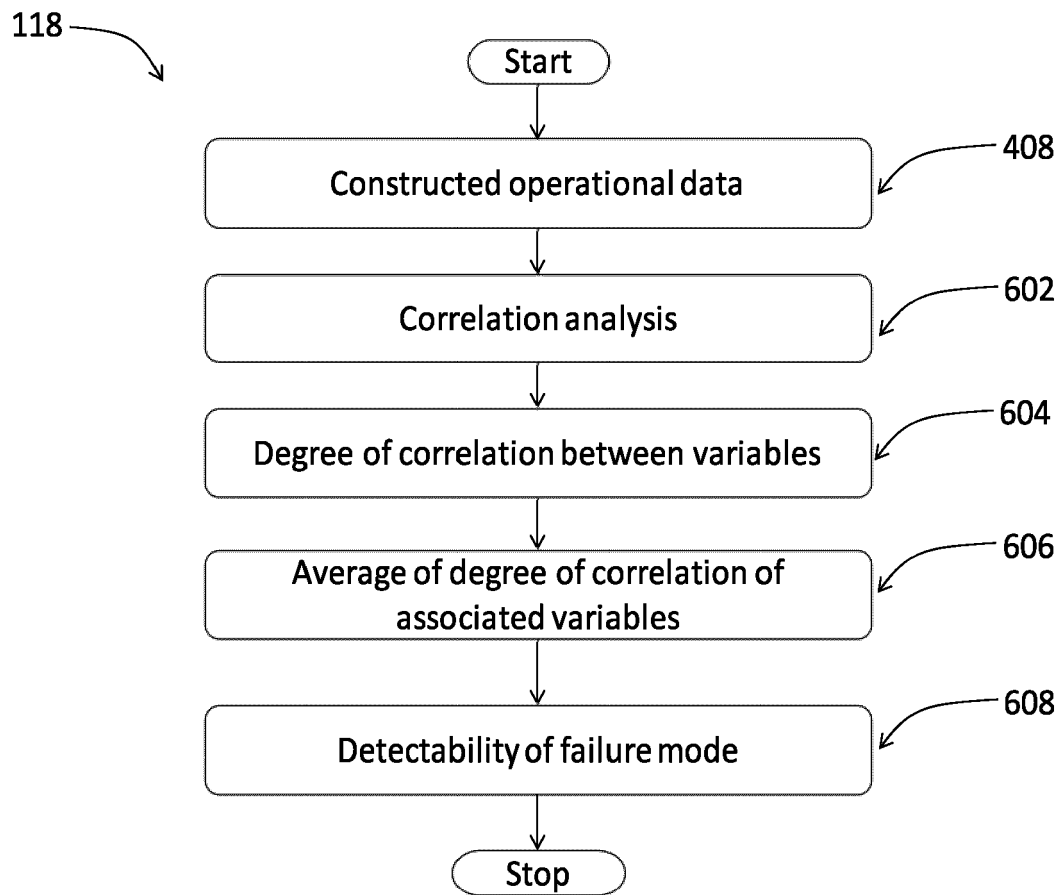 118
Start
Constructed operational data
408
Correlation analysis
602
Degree of correlation between variables
604
Average of degree of correlation of
associated variables
606
Detectability of failure mode
608
Stop